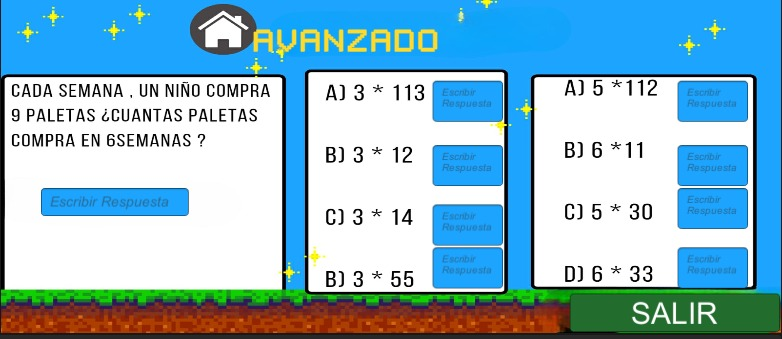 AVANZADO
CADA SEMANA , UN NIÑO COMPRA
9 PALETAS ¿CUANTAS PALETAS
COMPRA EN 6SEMANAS ?
Escribir Respuesta
A) 3 * 113
Escribir
Respuesta
B) 3 * 12
Escribir
Respuesta
C) 3 * 14
Escribir
Respuesta
B) 3 * 55
Escribir
Respuesta
A) 5 *112
Escribir
Respuesta
B) 6 *11
Escribir
Respuesta
C) 5 * 30
Escribir
Respuesta
D) 6 * 33
Escribir
Respuesta
SALIR